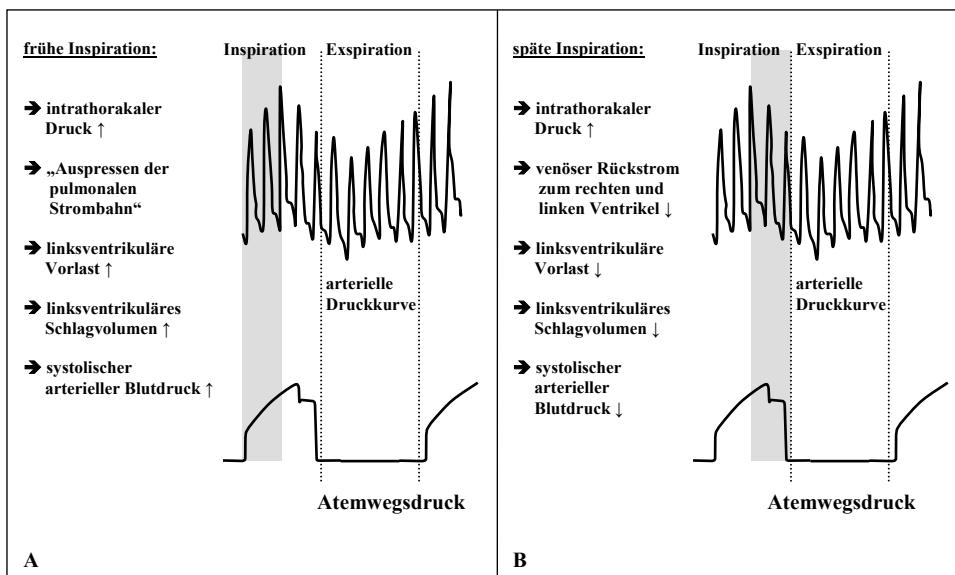 frühe Inspiration:
Inspiration Exspiration
➔ intrathorakaler
Druck ↑
➔ „Auspressen der
pulmonalen
Strombahn“
➔ linksventrikuläre
Vorlast ↑
➔ linksventrikuläres
Schlagvolumen ↑
➔ systolischer
arterieller Blutdruck ↑
arterielle
Druckkurve
Atemwegsdruck
A
späte Inspiration:
Inspiration Exspiration
➔ intrathorakaler
Druck ↑
➔ venöser Rückstrom
zum rechten und
linken Ventrikel ↓
➔ linksventrikuläre
Vorlast ↓
➔ linksventrikuläres
Schlagvolumen ↓
➔ systolischer
arterieller
Blutdruck ↓
arterielle
Druckkurve
Atemwegsdruck
B